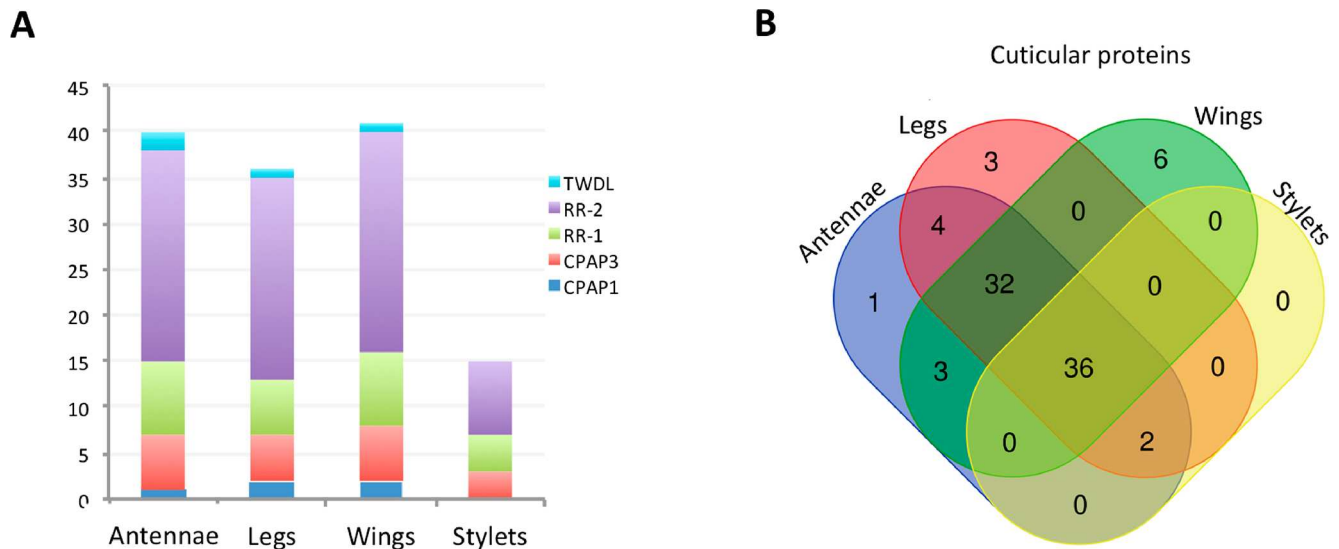 A
45
40
35
30
25
20
15
10
5
0
Antennae
Legs
Wings
Stylets
TWDL
RR-2
RR-1
CPAP3
CPAP1
B
Cuticular proteins
Legs
Wings
Antennae
Stylets
3
6
4
0
0
1
32
0
0
3
36
0
0
2
0